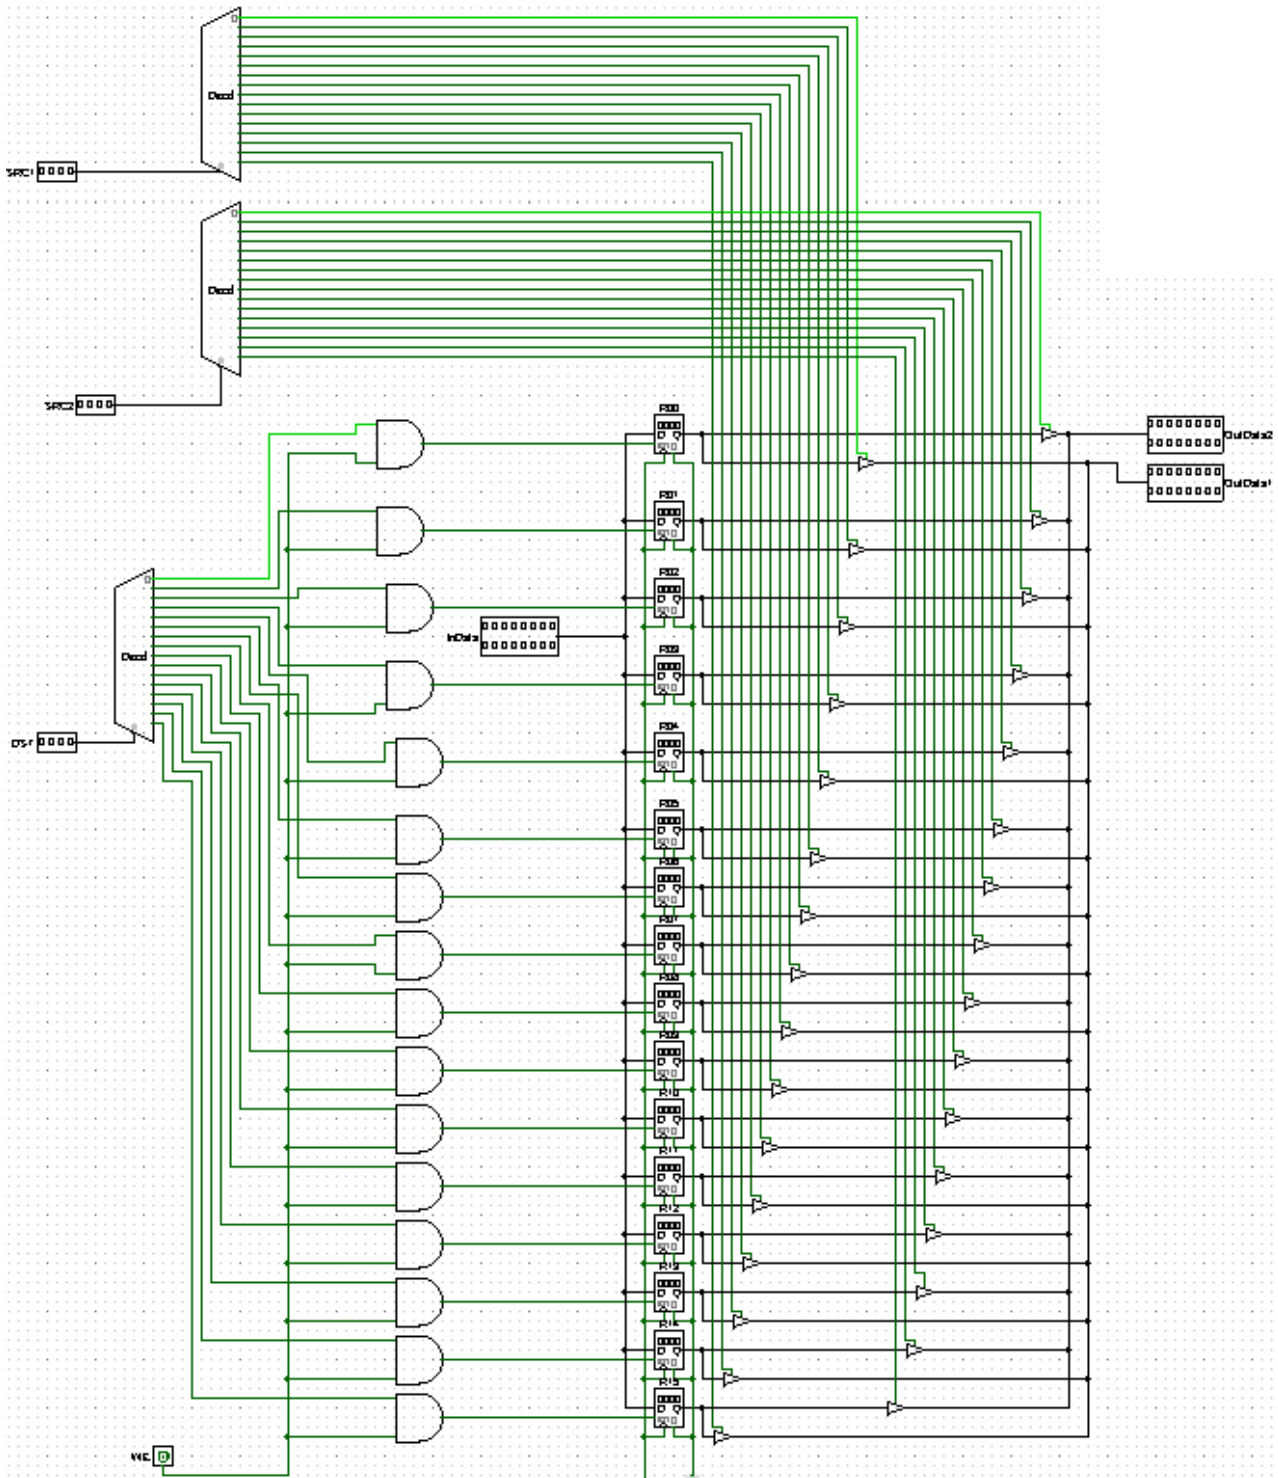 Decd
SRC1
Decd
SRC2
R00
OutData2
OutData1
R01
R02
InData
R03
Decd
DST
R04
R05
R06
R07
R08
R09
R10
R11
R12
R13
R14
R15
WE
0